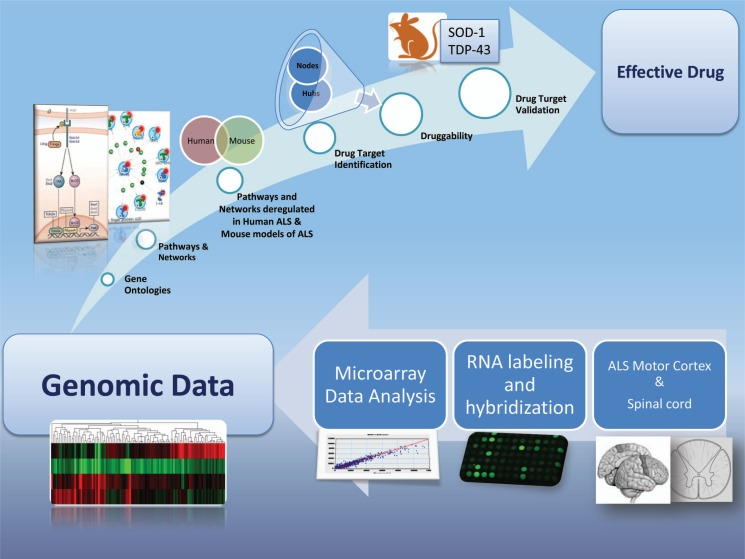 SOD-1
TDP-43
Effective Drug
Nodes
Hubs
Drug Turget
Validation
Druggability
Human
Mouse
Drug Target
Identification
Pathways and
Networks deregulated
in Human ALS &
Mouse models of ALS
Pathways &
Networks
Gene
Ontologies
Genomic Data
Microarray
Data Analysis
RNA labeling
and
hybridization
ALS Motor Cortex
&
Spinal cord